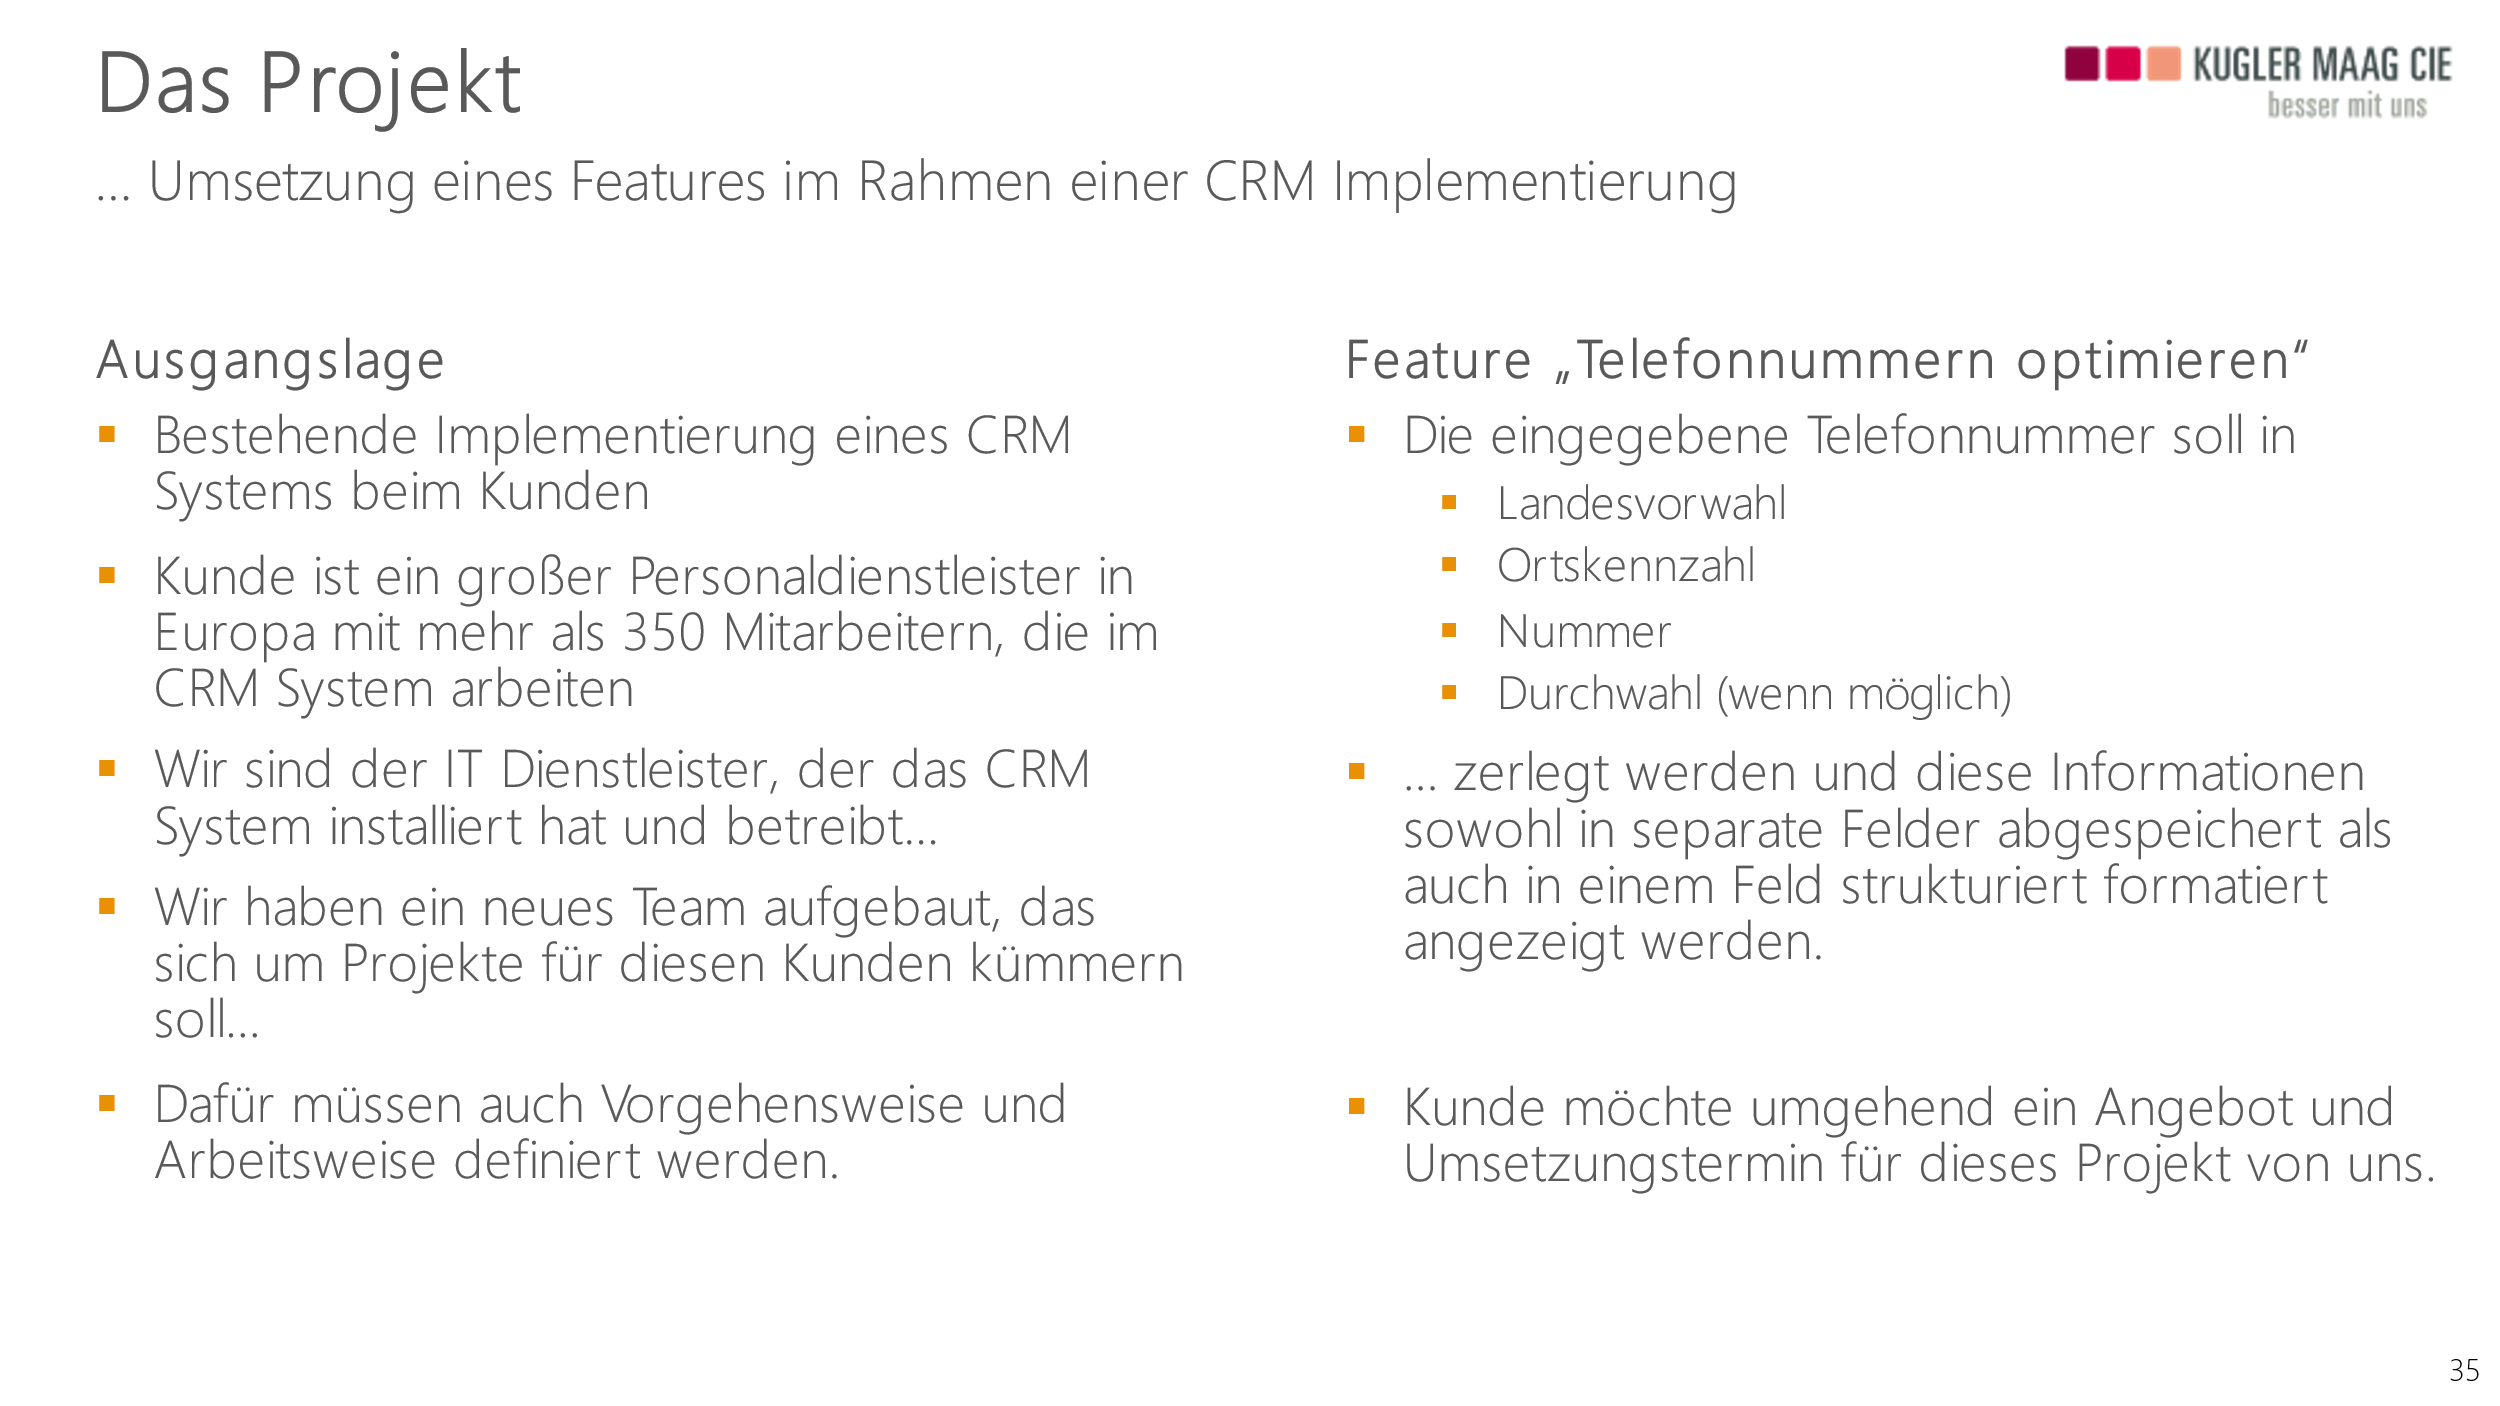 Das Projekt
KUGLER MAAG CIE
besser mit uns
... Umsetzung eines Features im Rahmen einer CRM Implementierung
Ausgangslage
Bestehende Implementierung eines CRM
Systems beim Kunden
Kunde ist ein großer Personaldienstleister in
Europa mit mehr als 350 Mitarbeitern, die im
CRM System arbeiten
Wir sind der IT Dienstleister, der das CRM
System installiert hat und betreibt...
Wir haben ein neues Team aufgebaut, das
sich um Projekte für diesen Kunden kümmern
soll...
Dafür müssen auch Vorgehensweise und
Arbeitsweise definiert werden.
Feature „Telefonnummern optimieren“
Die eingegebene Telefonnummer soll in
Landesvorwahl
Ortskennzahl
Nummer
Durchwahl (wenn möglich)
... zerlegt werden und diese Informationen
sowohl in separate Felder abgespeichert als
auch in einem Feld strukturiert formatiert
angezeigt werden.
Kunde möchte umgehend ein Angebot und
Umsetzungstermin für dieses Projekt von uns.
35